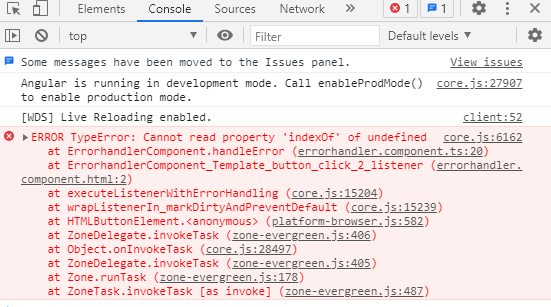 Elements Console Sources Network » 1 1
top Filter Default levels
Some messages have been moved to the Issues panel. View issues
Angular is running in development mode. Call enableProdMode() core.js:27907
to enable production mode.
[WDS] Live Reloading enabled. client:52
ERROR TypeError: Cannot read property 'indexOf' of undefined core.js:6162
at ErrorhandlerComponent.handleError (errorhandler.component.ts:20)
at ErrorhandlerComponent_Template_button_click_2_listener (errorhandler.
component.html:2)
at executeListenerWithErrorHandling (core.js:15204)
at wrapListenerIn_markDirtyAndPreventDefault (core.js:15239)
at HTMLButtonElement.<anonymous> (platform-browser.js:582)
at ZoneDelegate.invokeTask (zone-evergreen.js:406)
at Object.onInvokeTask (core.js:28497)
at ZoneDelegate.invokeTask (zone-evergreen.js:405)
at Zone.runTask (zone-evergreen.js:178)
at ZoneTask.invokeTask [as invoke] (zone-evergreen.js:487)